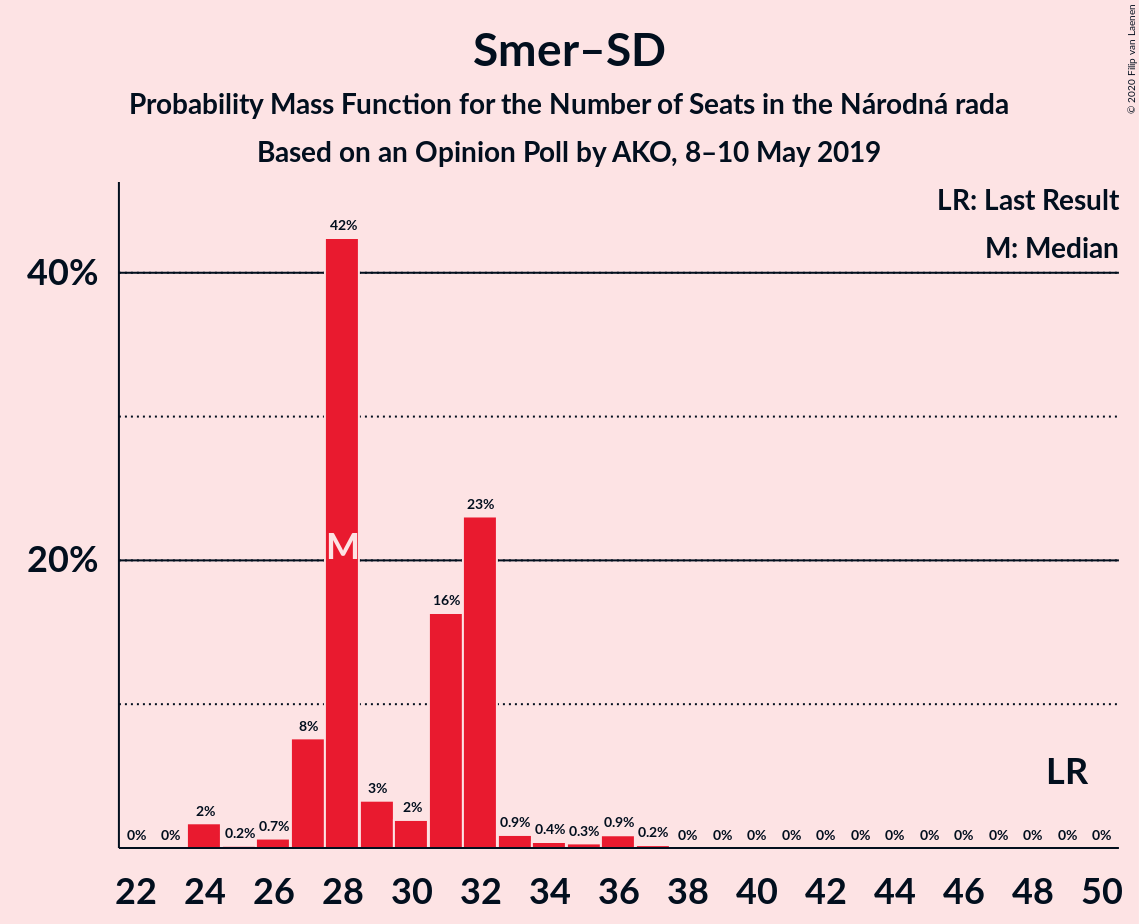 Smer–SD
Probability Mass Function for the Number of Seats in the Národná rada
Based on an Opinion Poll by AKO, 8–10 May 2019
© 2020 Filip van Laenen
LR: Last Result
M: Median
40%
20%
42%
23%
16%
8%
3%
2%
2%
0% 0% 0.2% 0.7% 0.9% 0.4% 0.3% 0.9% 0.2% 0% 0% 0% 0% 0% 0% 0% 0% 0% 0% 0% 0% 0%
M
LR
22 24 26 28 30 32 34 36 38 40 42 44 46 48 50